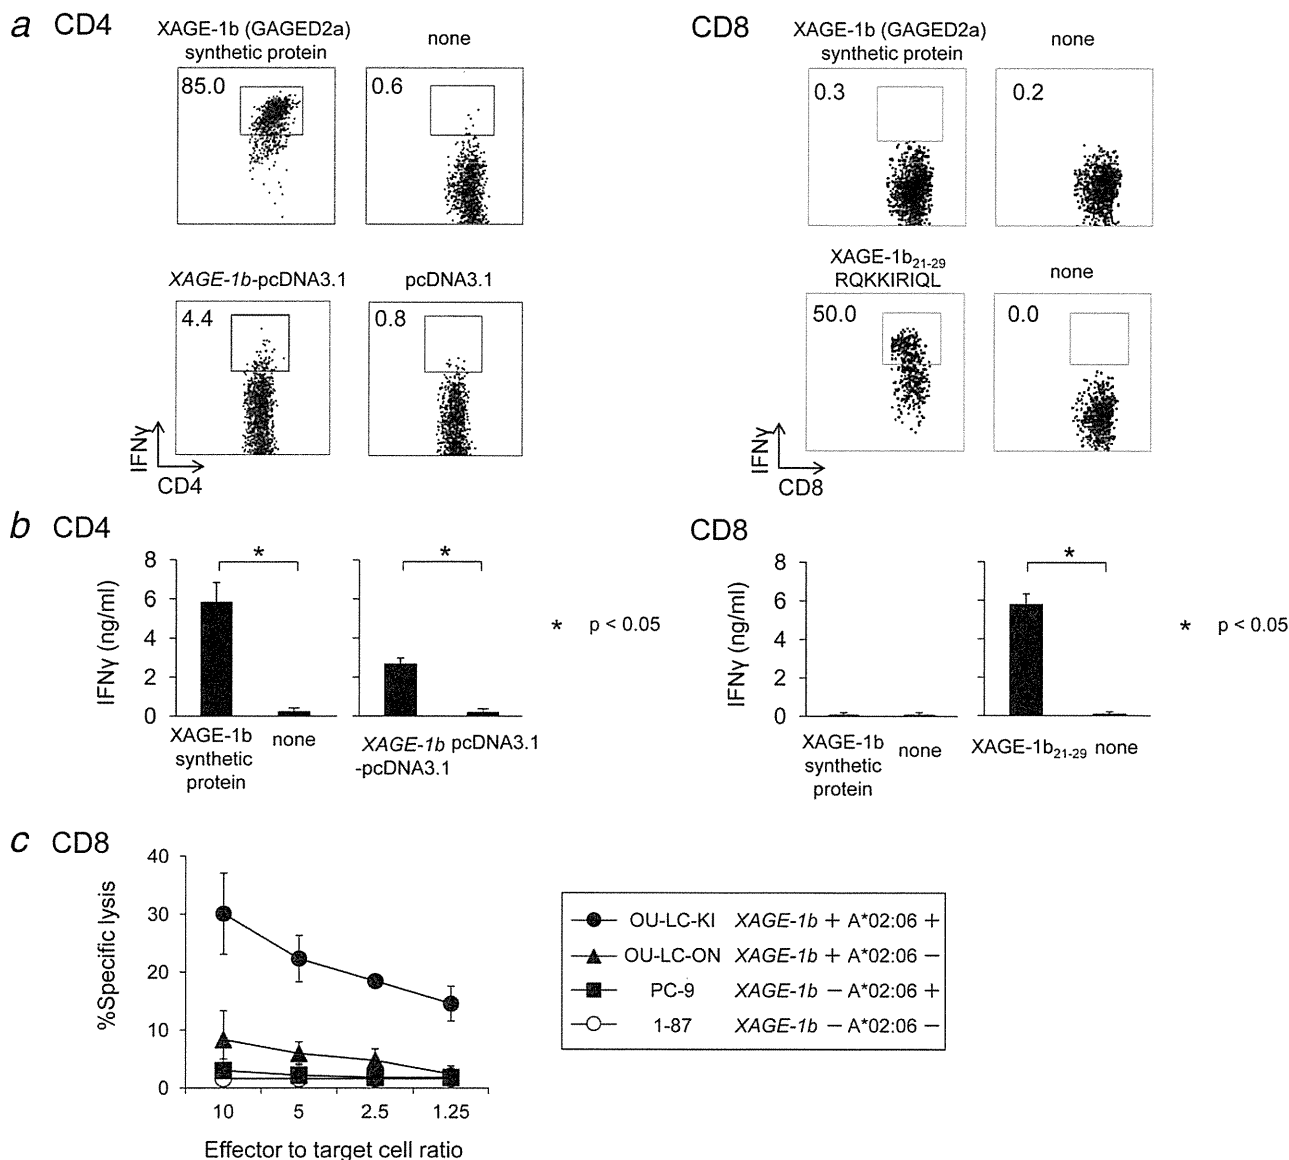 a CD4
XAGE-1b (GAGED2a)
synthetic protein
none
85.0
0.6
XAGE-1b-pcDNA3.1
pcDNA3.1
4.4
0.8
IFNγ
CD4
CD8
XAGE-1b (GAGED2a)
synthetic protein
none
0.3
0.2
XAGE-1b21-29
RQKKIRIQL
none
50.0
0.0
IFNγ
CD8
b CD4
IFNγ (ng/ml)
8
6
4
2
0
*
*
XAGE-1b
synthetic
protein
none
XAGE-1b
-pcDNA3.1
pcDNA3.1
* p < 0.05
CD8
IFNγ (ng/ml)
8
6
4
2
0
*
XAGE-1b
synthetic
protein
none
XAGE-1b21-29
none
* p < 0.05
c CD8
%Specific lysis
40
30
20
10
0
10 5 2.5 1.25
Effector to target cell ratio
OU-LC-KI XAGE-1b + A*02:06 +
OU-LC-ON XAGE-1b + A*02:06 −
PC-9 XAGE-1b − A*02:06 +
1-87 XAGE-1b − A*02:06 −